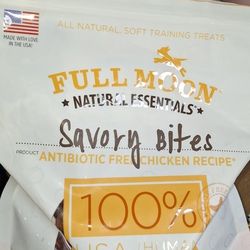 ALL NATURAL, SOFT TRAINING TREATS
MADE WITH LOVE
IN THE USA!
FULL MOON
NATURAL ESSENTIALS
Savory Bites
PRODUCT
ANTIBIOTIC FREE CHICKEN RECIPE*
100%